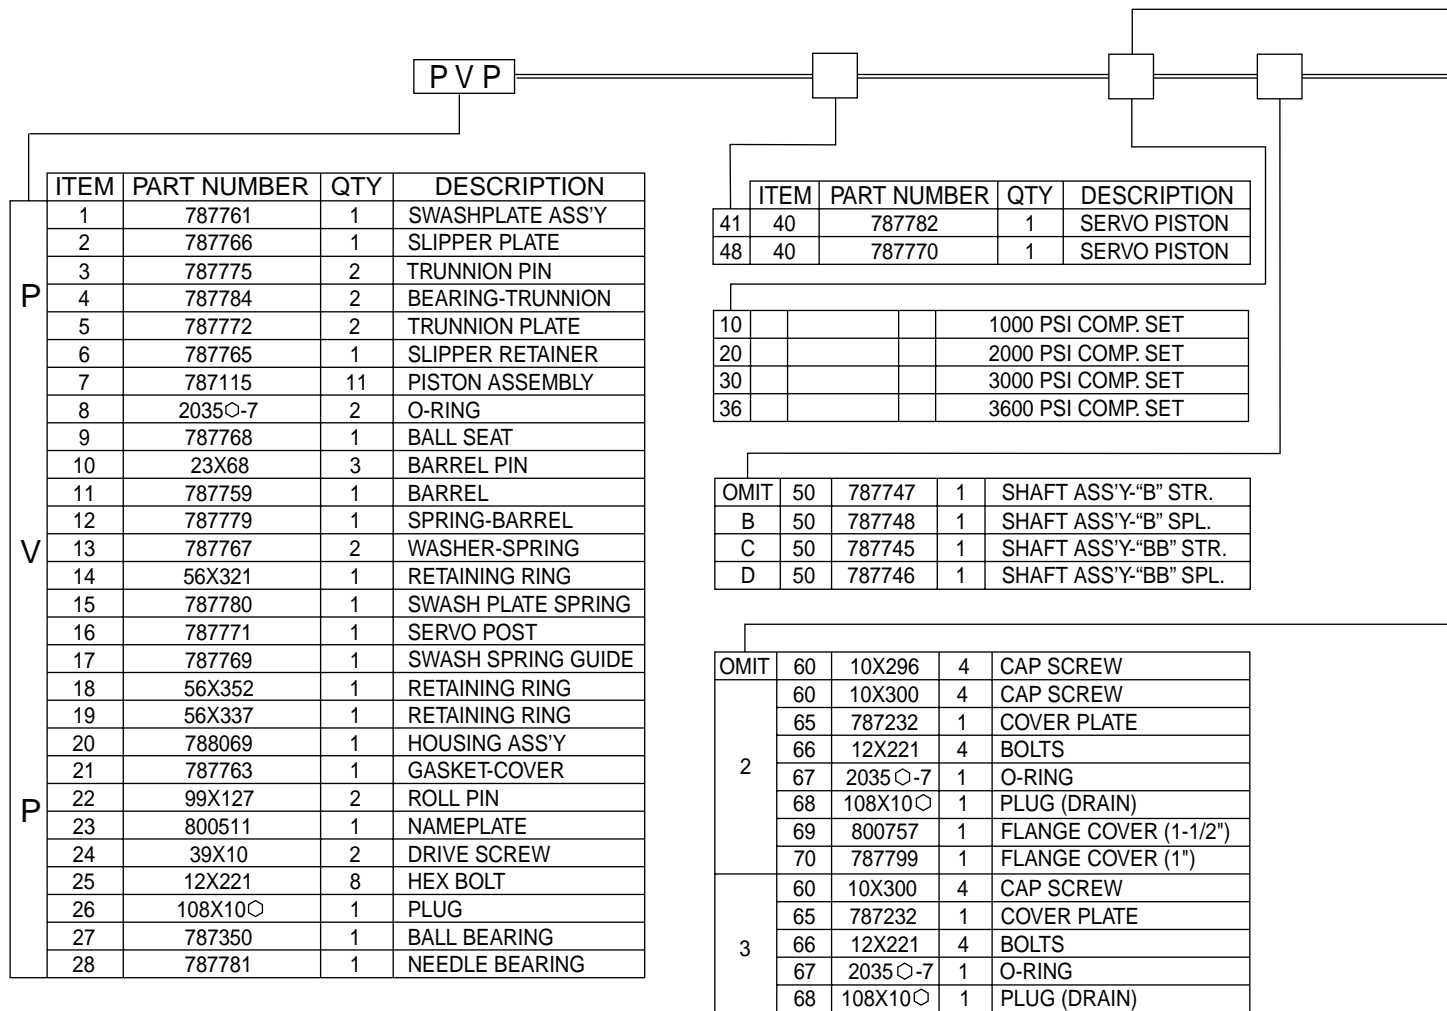 PVP
ITEM PART NUMBER QTY DESCRIPTION
1 787761 1 SWASHPLATE ASS'Y
2 787766 1 SLIPPER PLATE
3 787775 2 TRUNNION PIN
4 787784 2 BEARING-TRUNNION
5 787772 2 TRUNNION PLATE
6 787765 1 SLIPPER RETAINER
7 787115 11 PISTON ASSEMBLY
8 2035⬡-7 2 O-RING
9 787768 1 BALL SEAT
10 23X68 3 BARREL PIN
11 787759 1 BARREL
12 787779 1 SPRING-BARREL
13 787767 2 WASHER-SPRING
14 56X321 1 RETAINING RING
15 787780 1 SWASH PLATE SPRING
16 787771 1 SERVO POST
17 787769 1 SWASH SPRING GUIDE
18 56X352 1 RETAINING RING
19 56X337 1 RETAINING RING
20 788069 1 HOUSING ASS'Y
21 787763 1 GASKET-COVER
22 99X127 2 ROLL PIN
23 800511 1 NAMEPLATE
24 39X10 2 DRIVE SCREW
25 12X221 8 HEX BOLT
26 108X10⬡ 1 PLUG
27 787350 1 BALL BEARING
28 787781 1 NEEDLE BEARING
P
V
P
ITEM PART NUMBER QTY DESCRIPTION
41 40 787782 1 SERVO PISTON
48 40 787770 1 SERVO PISTON
10 1000 PSI COMP. SET
20 2000 PSI COMP. SET
30 3000 PSI COMP. SET
36 3600 PSI COMP. SET
OMIT 50 787747 1 SHAFT ASS'Y-“B” STR.
B 50 787748 1 SHAFT ASS'Y-“B” SPL.
C 50 787745 1 SHAFT ASS'Y-“BB” STR.
D 50 787746 1 SHAFT ASS'Y-“BB” SPL.
OMIT 60 10X296 4 CAP SCREW
2
60 10X300 4 CAP SCREW
65 787232 1 COVER PLATE
66 12X221 4 BOLTS
67 2035⬡-7 1 O-RING
68 108X10⬡ 1 PLUG (DRAIN)
69 800757 1 FLANGE COVER (1-1/2")
70 787799 1 FLANGE COVER (1")
3
60 10X300 4 CAP SCREW
65 787232 1 COVER PLATE
66 12X221 4 BOLTS
67 2035⬡-7 1 O-RING
68 108X10⬡ 1 PLUG (DRAIN)